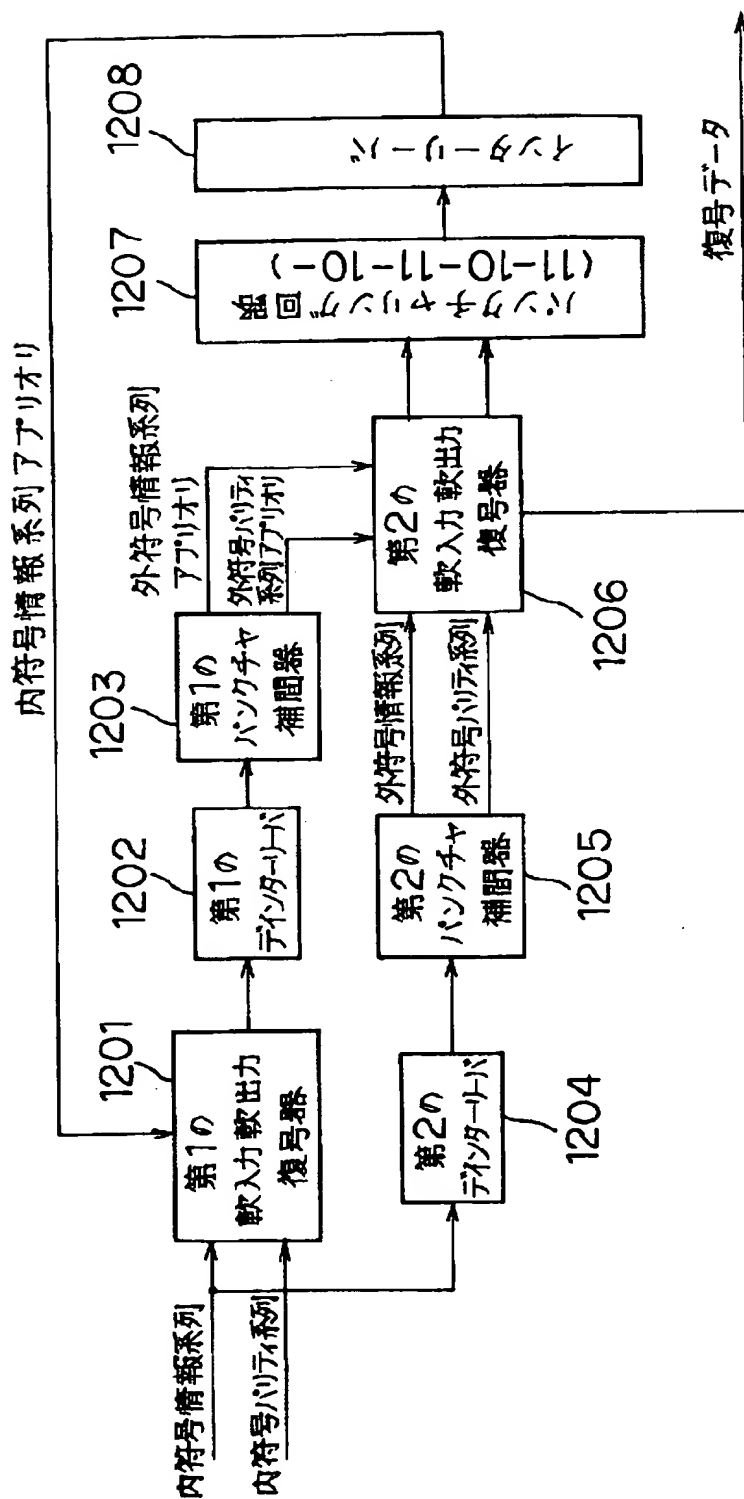 内符号情報系列アプリオリ
内符号情報系列
内符号パリティ系列
1201
第1の
軟入力軟出力
復号器
1202
第1の
デインターリーバ
1203
第1の
パンクチャ
補間器
外符号情報系列
アプリオリ
外符号パリティ
系列アプリオリ
1204
第2の
デインターリーバ
1205
第2の
パンクチャ
補間器
外符号情報系列
外符号パリティ系列
1206
第2の
軟入力軟出力
復号器
1207
パンクチャリング回路
(11-10-11-10-)
1208
インターリーバ
復号データ